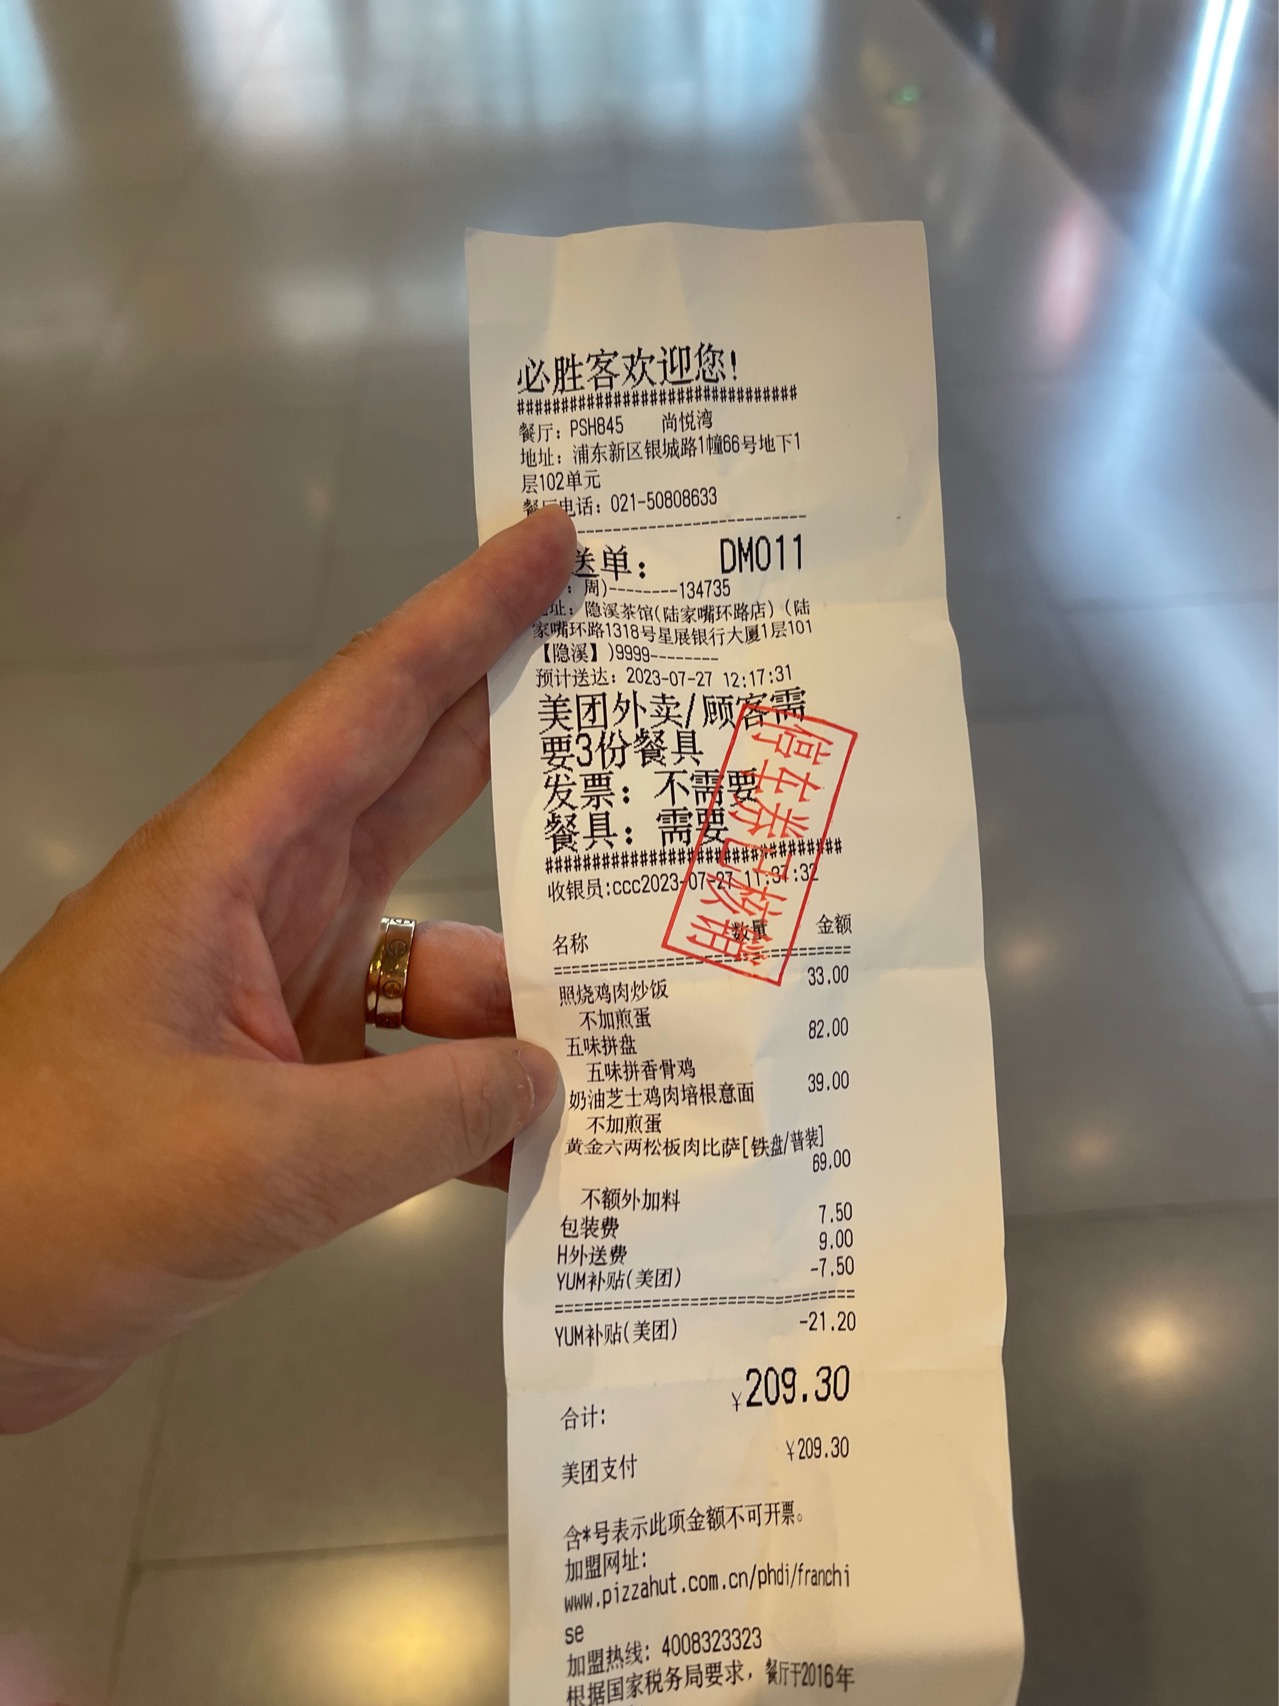 必胜客欢迎您!
################################
餐厅: PSH845 尚悦湾
地址: 浦东新区银城路1幢66号地下1
层102单元
餐厅电话: 021-50808633
送单: DM011
: 周)--------134735
地址: 隐溪茶馆(陆家嘴环路店) (陆
家嘴环路1318号星展银行大厦1层101
【隐溪】)9999--------
预计送达: 2023-07-27 12:17:31
美团外卖/顾客需
要3份餐具
发票: 不需要
餐具: 需要
################################
停车券已核销
收银员:ccc2023-07-27 11:37:32
名称 数量 金额
==================================
照烧鸡肉炒饭 33.00
不加煎蛋
五味拼盘 82.00
五味拼香骨鸡
奶油芝士鸡肉培根意面 39.00
不加煎蛋
黄金六两松板肉比萨[铁盘/普装]
69.00
不额外加料
包装费 7.50
H外送费 9.00
YUM补贴(美团) -7.50
==================================
YUM补贴(美团) -21.20
合计: ¥209.30
美团支付 ¥209.30
含*号表示此项金额不可开票。
加盟网址:
www.pizzahut.com.cn/phdi/franchi
se
加盟热线: 4008323323
根据国家税务局要求，餐厅于2016年